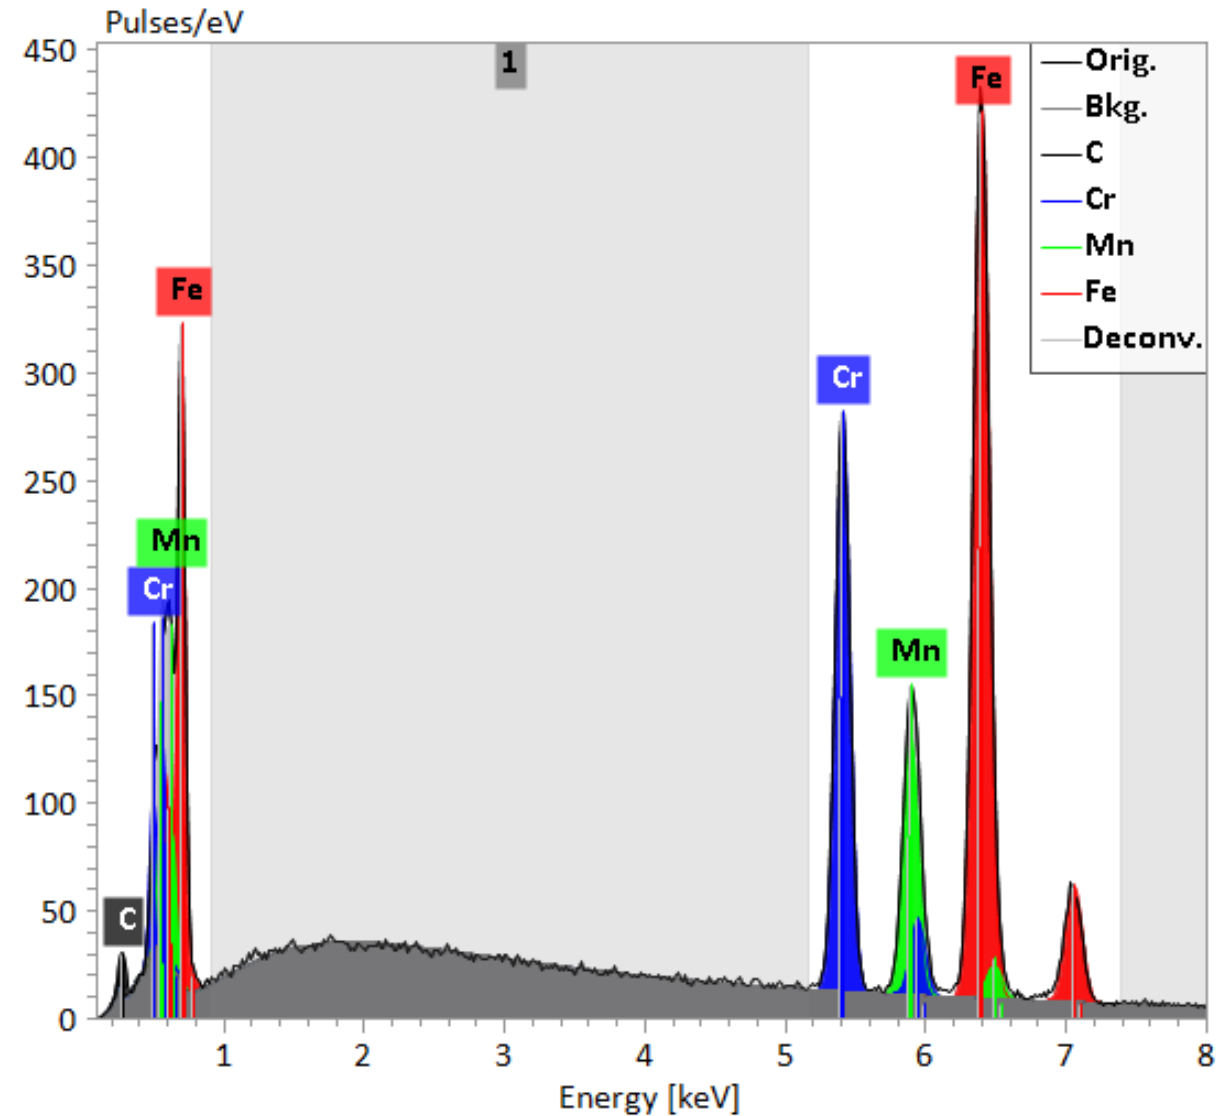 Pulses/eV
450
400
350
300
250
200
150
100
50
0
1
Fe
Mn
Cr
C
Cr
Mn
Fe
Orig.
Bkg.
C
Cr
Mn
Fe
Deconv.
1 2 3 4 5 6 7 8
Energy [keV]